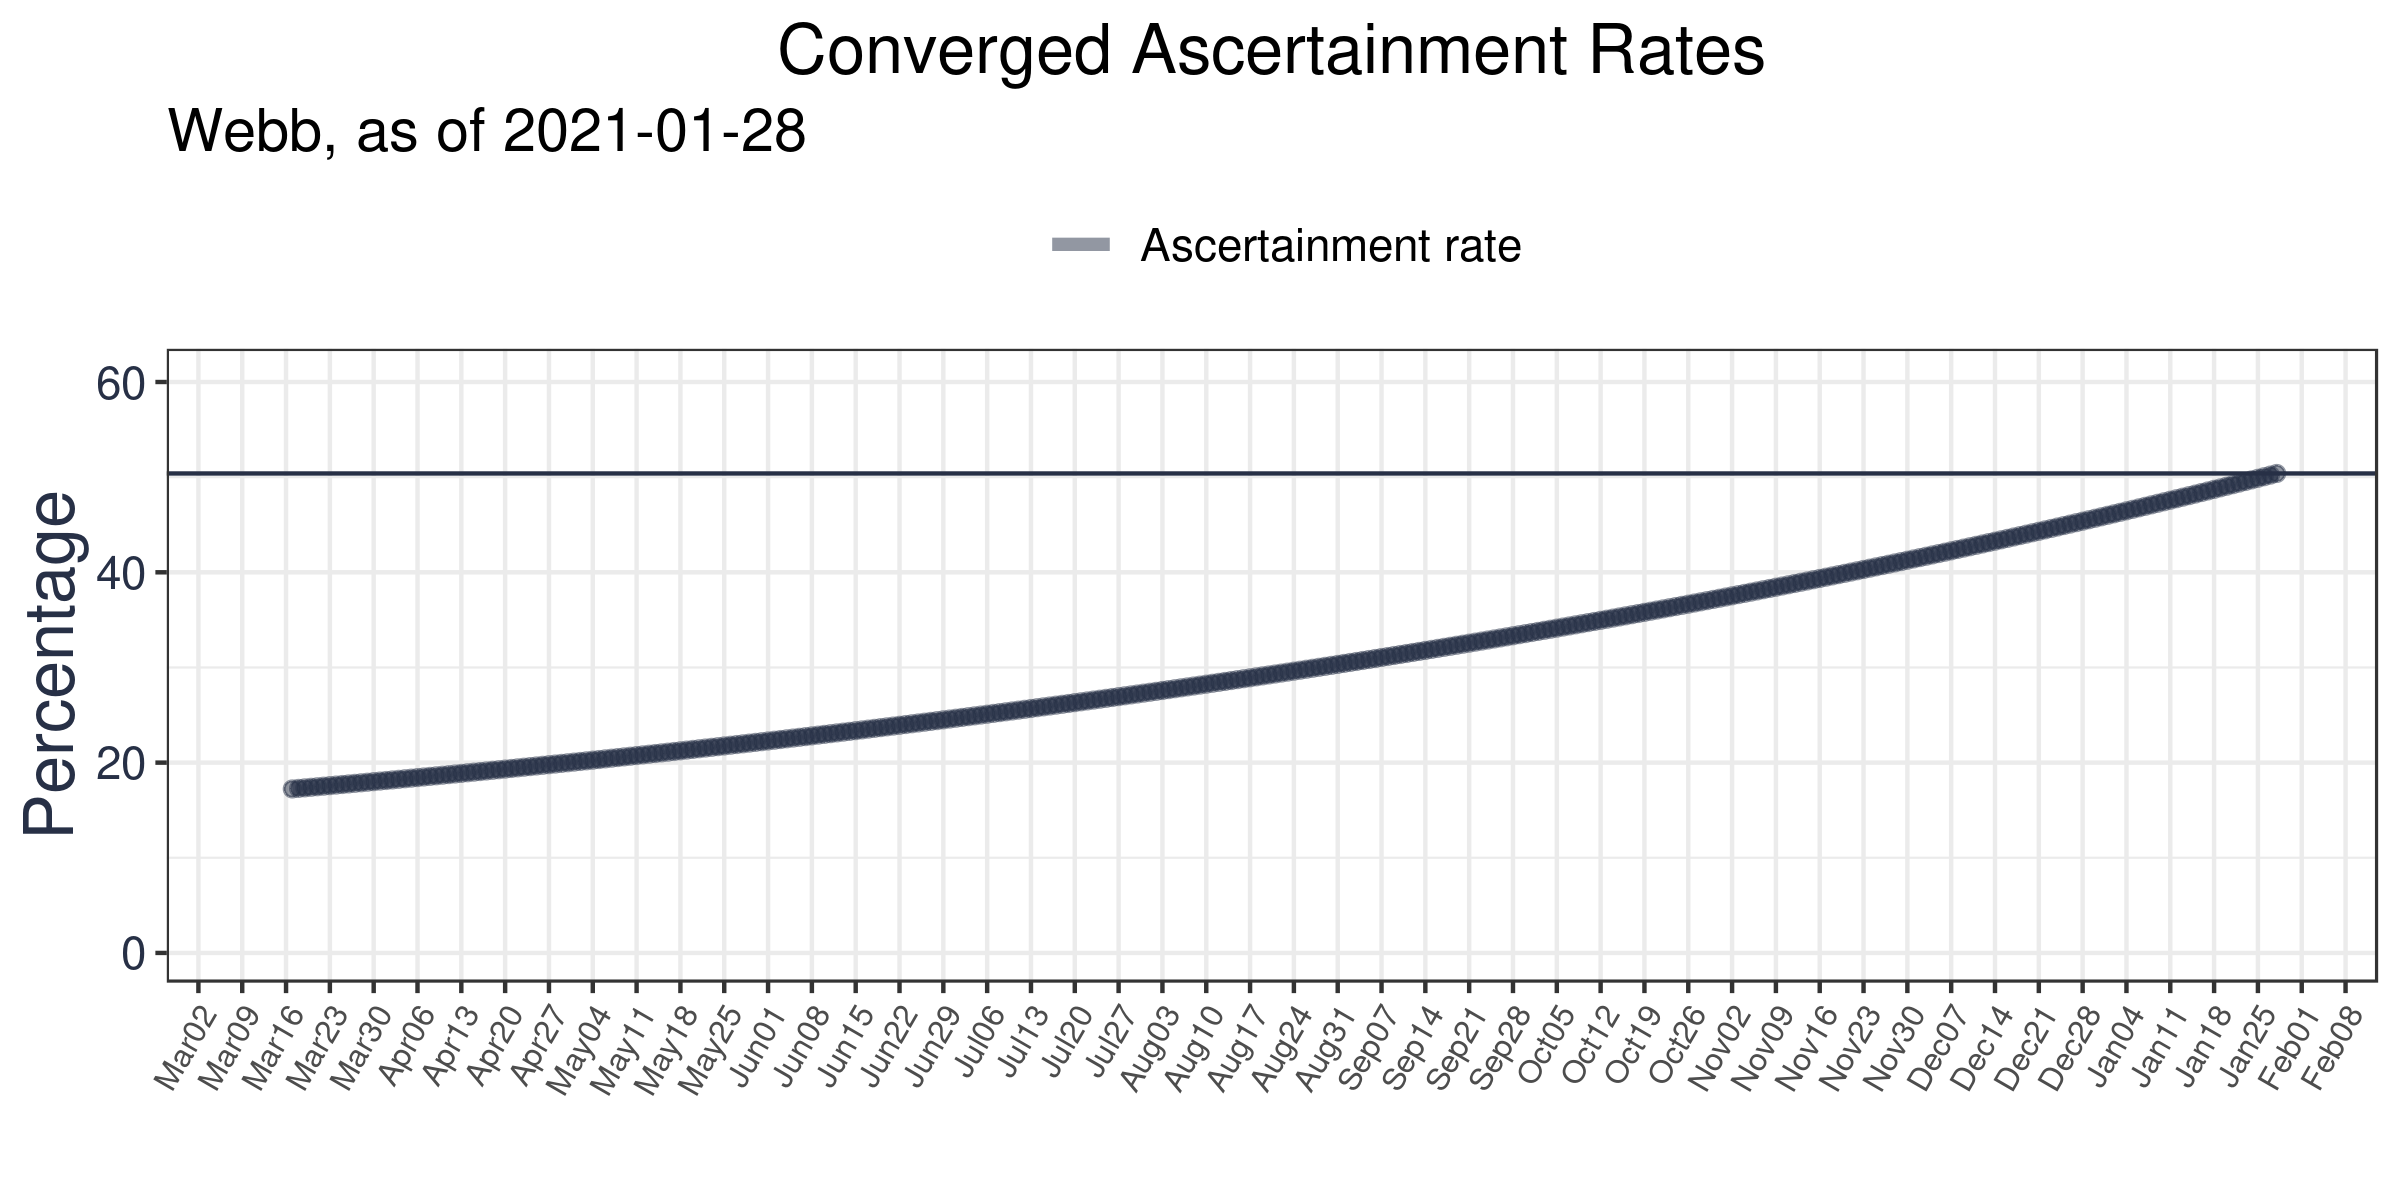 Converged Ascertainment Rates
Webb, as of 2021-01-28
Ascertainment rate
Percentage
60
40
20
0
Mar02
Mar09
Mar16
Mar23
Mar30
Apr06
Apr13
Apr20
Apr27
May04
May11
May18
May25
Jun01
Jun08
Jun15
Jun22
Jun29
Jul06
Jul13
Jul20
Jul27
Aug03
Aug10
Aug17
Aug24
Aug31
Sep07
Sep14
Sep21
Sep28
Oct05
Oct12
Oct19
Oct26
Nov02
Nov09
Nov16
Nov23
Nov30
Dec07
Dec14
Dec21
Dec28
Jan04
Jan11
Jan18
Jan25
Feb01
Feb08